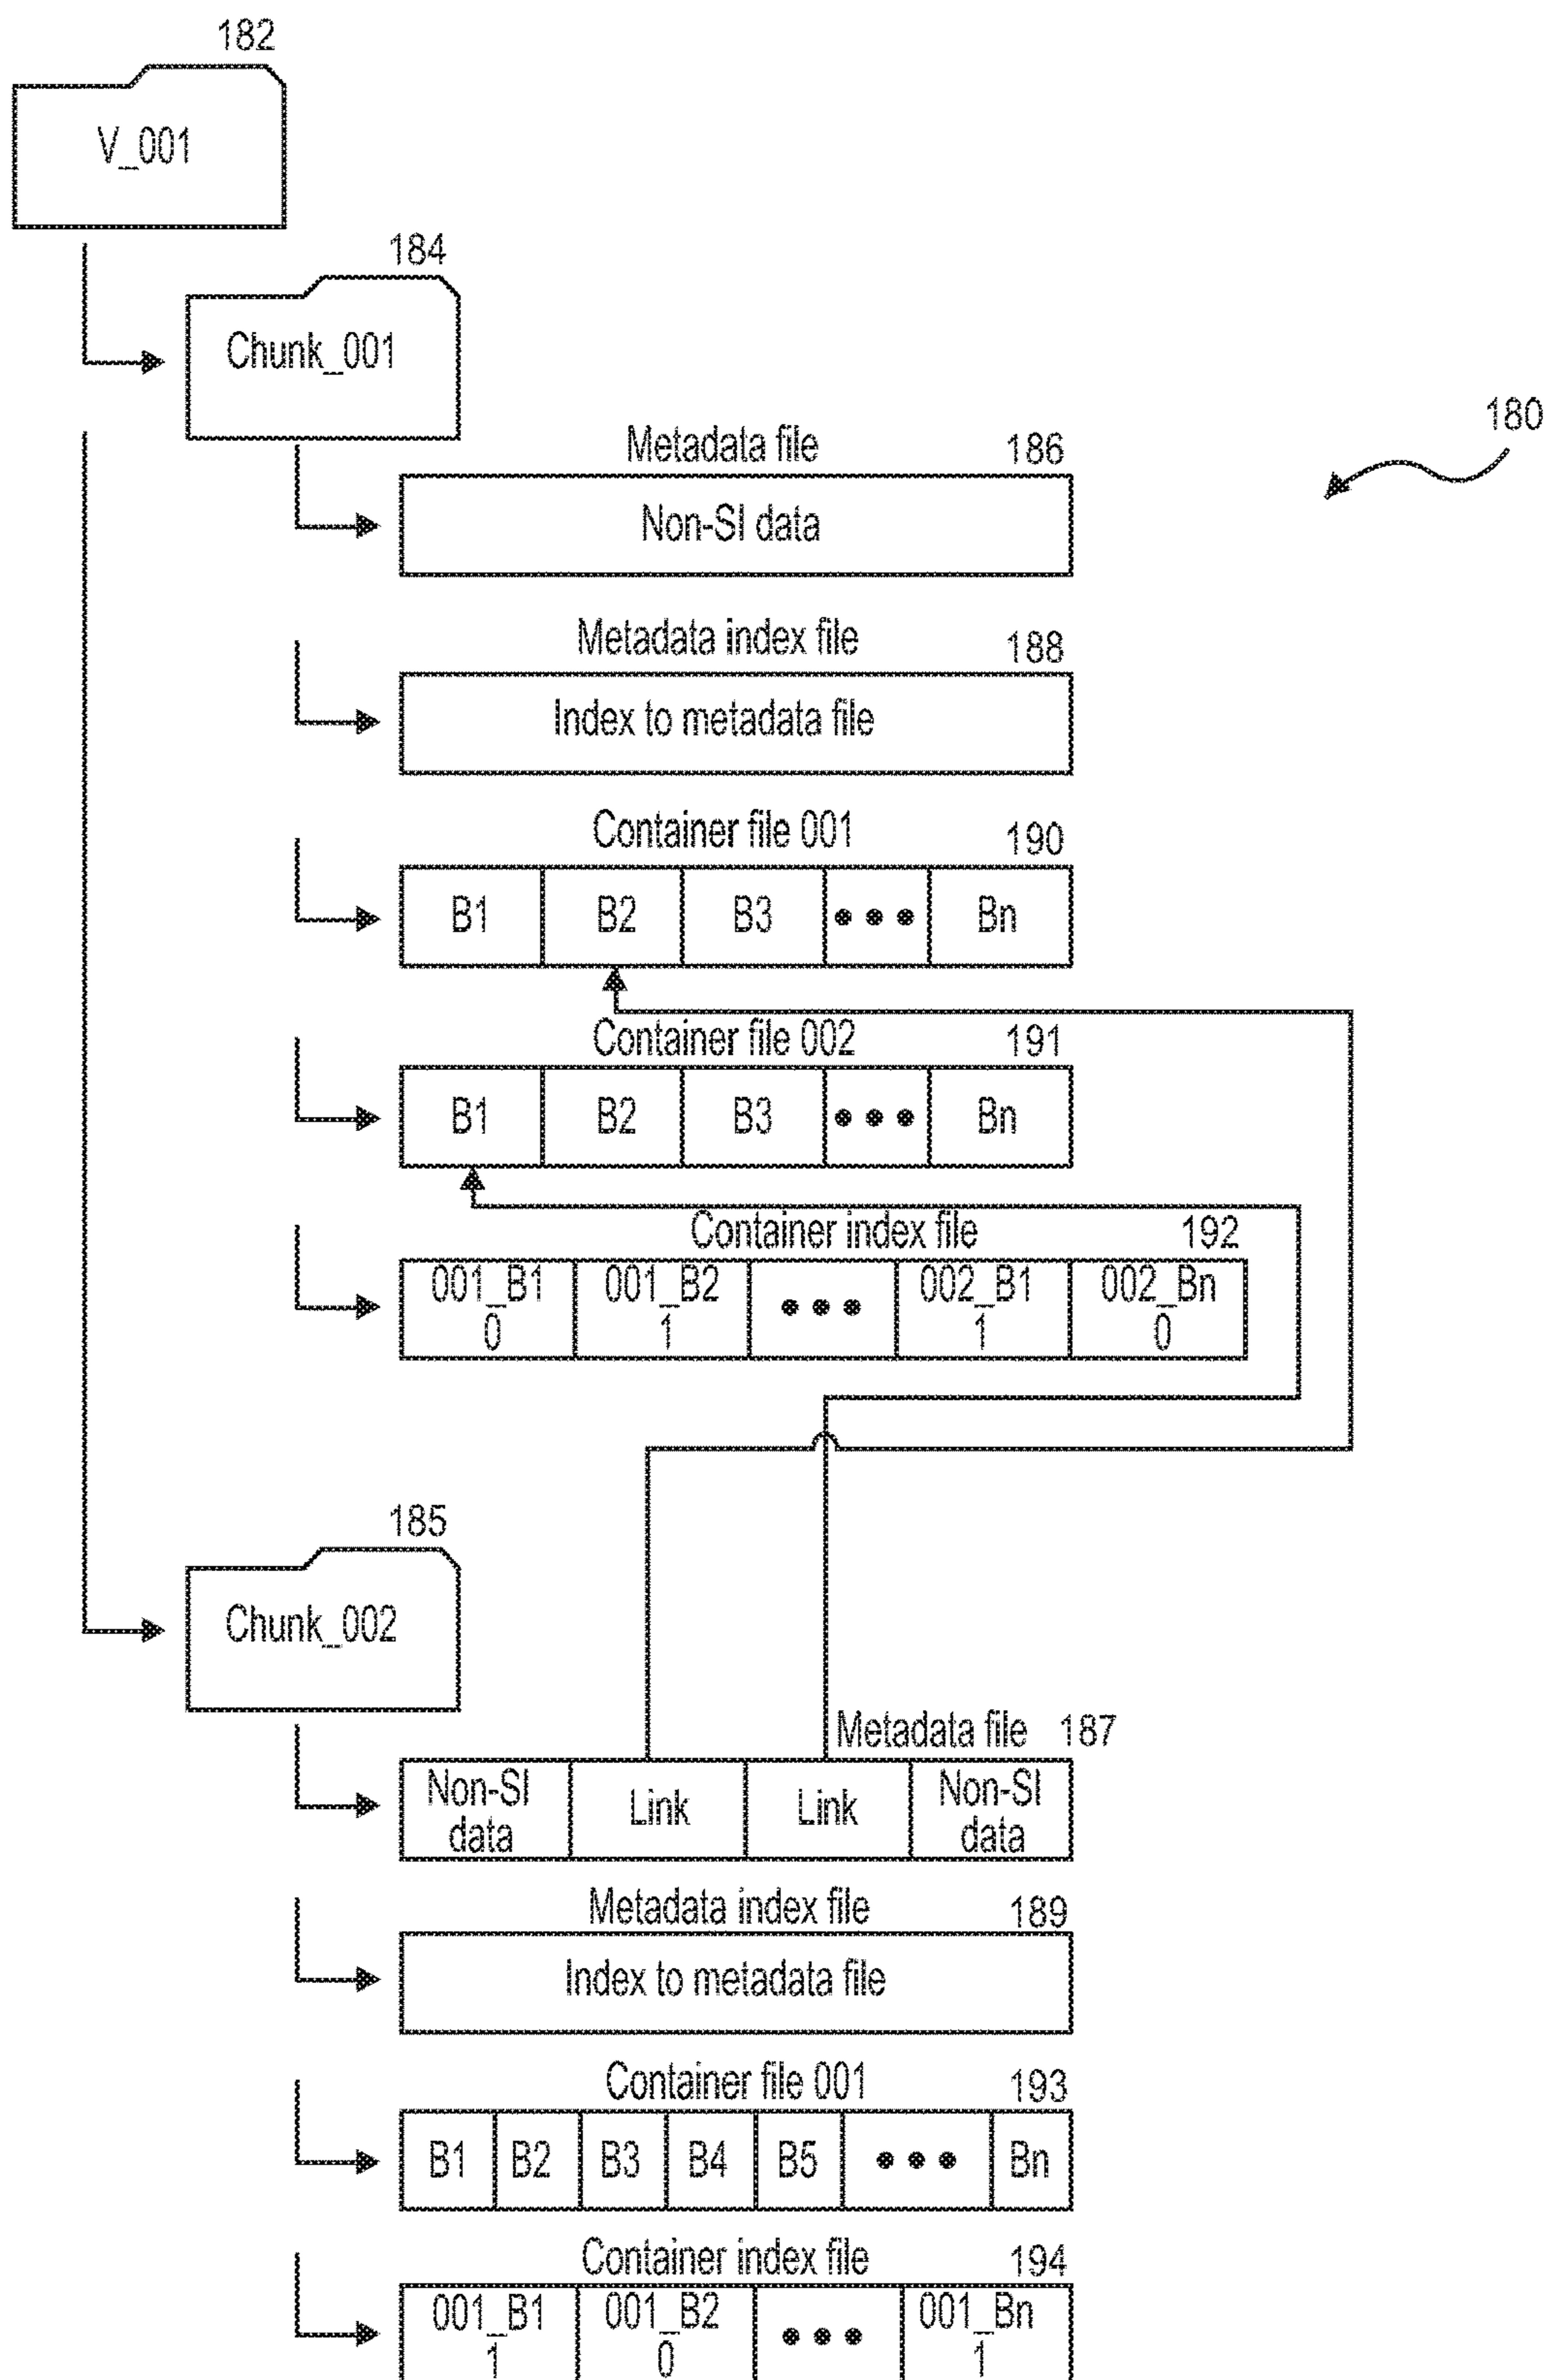 182
V_001
184
Chunk_001
180
Metadata file 186
Non-SI data
Metadata index file 188
Index to metadata file
Container file 001 190
B1 B2 B3 ••• Bn
Container file 002 191
B1 B2 B3 ••• Bn
Container index file 192
001_B1 001_B2 ••• 002_B1 002_Bn
0 1 1 0
185
Chunk_002
Metadata file 187
Non-SI data Link Link Non-SI data
Metadata index file 189
Index to metadata file
Container file 001 193
B1 B2 B3 B4 B5 ••• Bn
Container index file 194
001_B1 001_B2 ••• 001_Bn
1 0 1